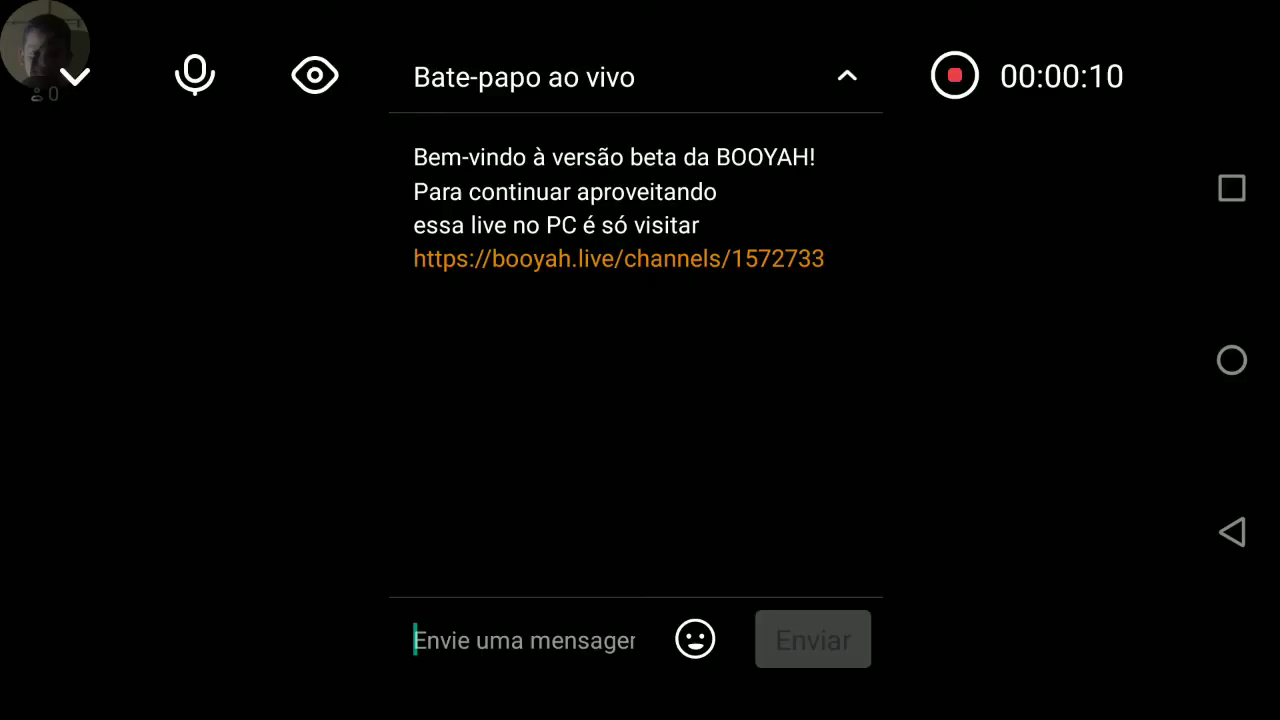 Bate-papo ao vivo
00:00:10
0
Bem-vindo à versão beta da BOOYAH!
Para continuar aproveitando
essa live no PC é só visitar
https://booyah.live/channels/1572733
Envie uma mensager
Enviar